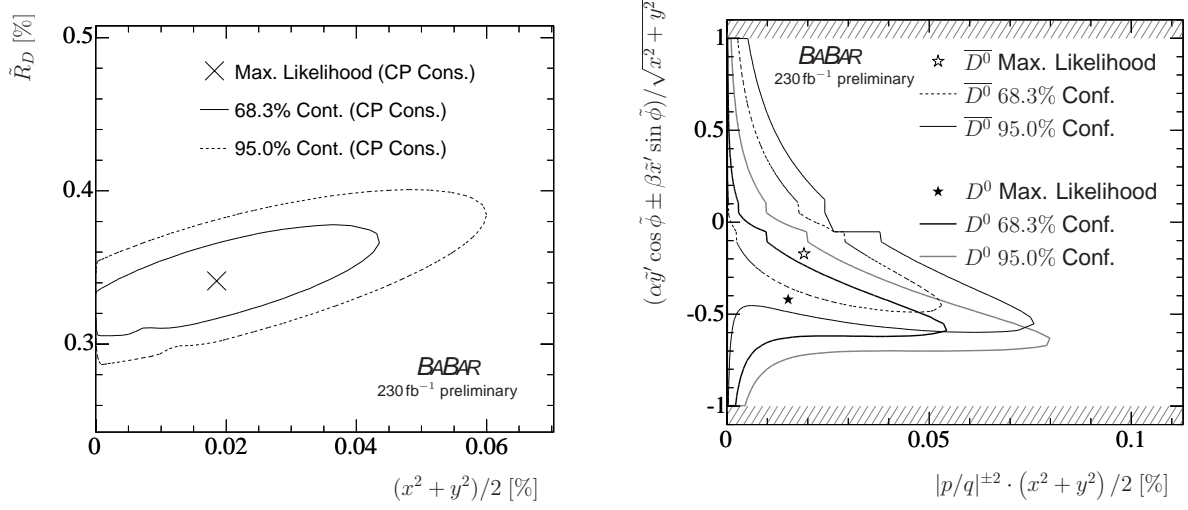 R̃_D [%]
0.5
0.4
0.3
× Max. Likelihood (CP Cons.)
68.3% Cont. (CP Cons.)
95.0% Cont. (CP Cons.)
BABAR
230 fb⁻¹ preliminary
0 0.02 0.04 0.06
(x² + y²)/2 [%]
(αỹ′ cos φ̃ ± βx̃′ sin φ̃)/√x² + y²
1
0.5
0
-0.5
-1
BABAR
230 fb⁻¹ preliminary
☆ D̅⁰ Max. Likelihood
D̅⁰ 68.3% Conf.
D̅⁰ 95.0% Conf.
★ D⁰ Max. Likelihood
D⁰ 68.3% Conf.
D⁰ 95.0% Conf.
0 0.05 0.1
|p/q|^±2 · (x² + y²) /2 [%]